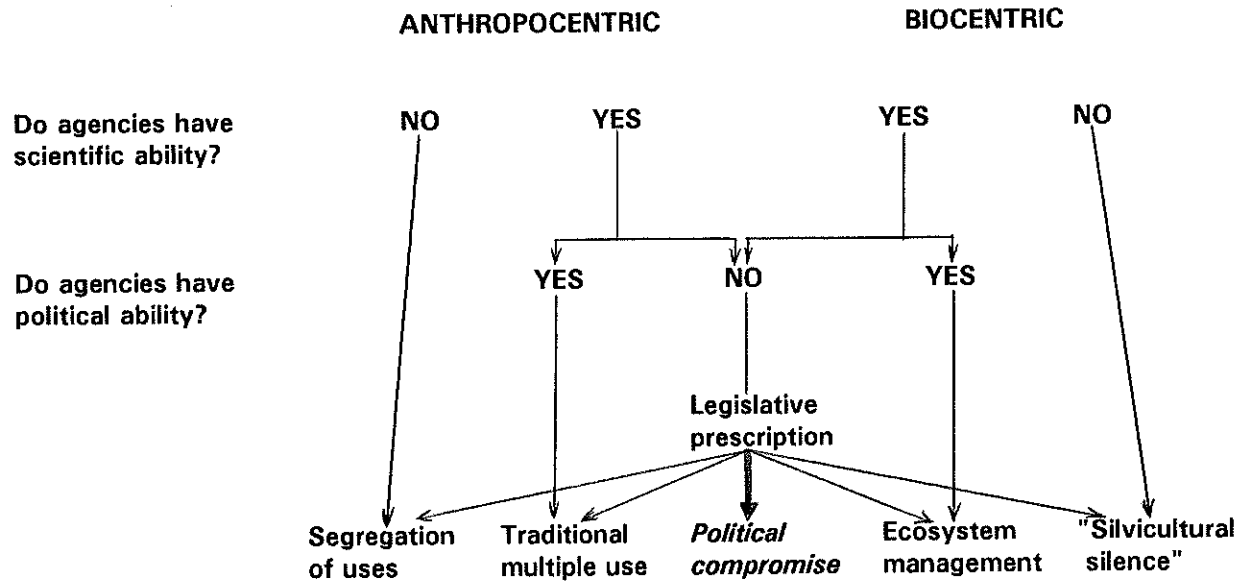 ANTHROPOCENTRIC
BIOCENTRIC
Do agencies have
scientific ability?
NO
YES
YES
NO
Do agencies have
political ability?
YES
NO
YES
Legislative
prescription
Segregation
of uses
Traditional
multiple use
Political
compromise
Ecosystem
management
"Silvicultural
silence"